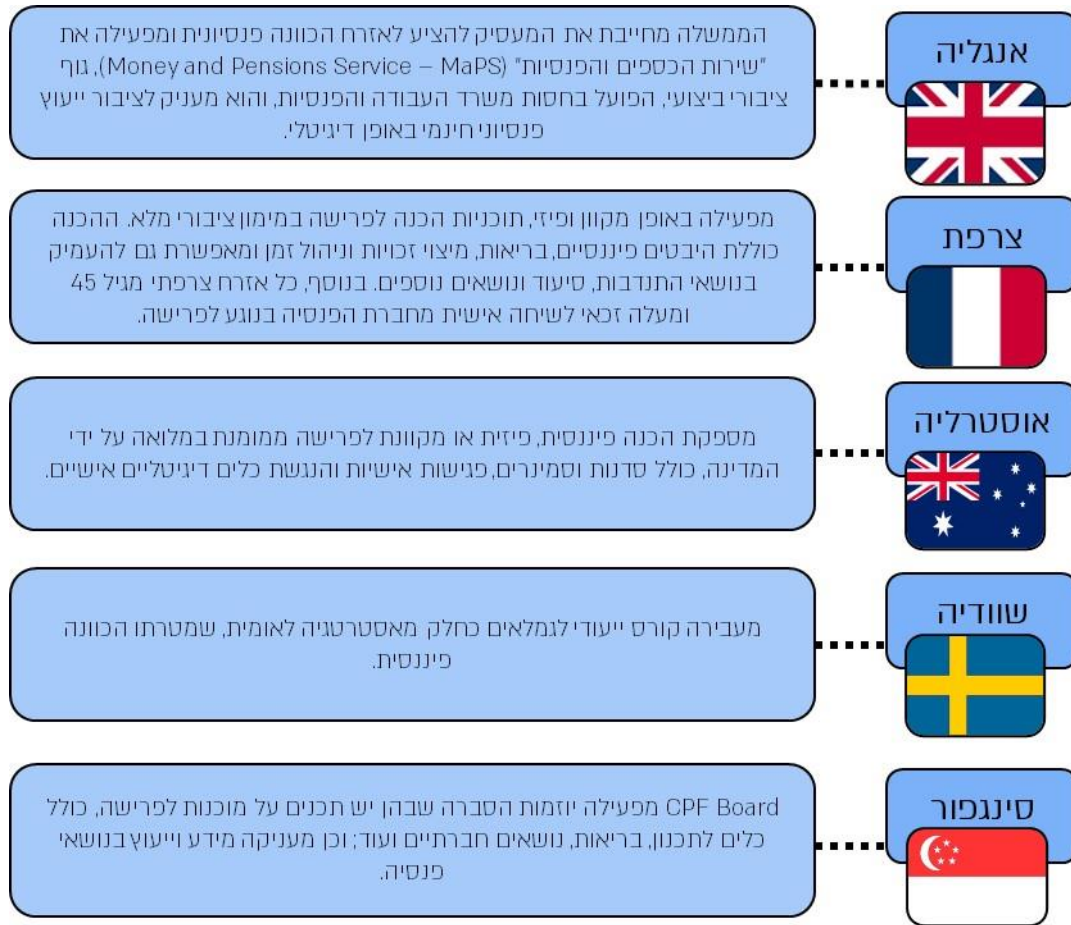 אנגליה
הממשלה מחייבת את המעסיק להציע לאזרח הכוונה פנסיונית ומפעילה את
"שירות הכספים והפנסיות" (Money and Pensions Service – MaPS), גוף
ציבורי ביצועי, הפועל בחסות משרד העבודה והפנסיות, והוא מעניק לציבור ייעוץ
פנסיוני חינמי באופן דיגיטלי.
צרפת
מפעילה באופן מקוון ופיזי, תוכניות הכנה לפרישה במימון ציבורי מלא. ההכנה
כוללת היבטים פיננסיים, בריאות, מיצוי זכויות וניהול זמן ומאפשרת גם להעמיק
בנושאי התנדבות, סיעוד ונושאים נוספים. בנוסף, כל אזרח צרפתי מגיל 45
ומעלה זכאי לשיחה אישית מחברת הפנסיה בנוגע לפרישה.
אוסטרליה
מספקת הכנה פיננסית, פיזית או מקוונת לפרישה ממומנת במלואה על ידי
המדינה, כולל סדנות וסמינרים, פגישות אישיות והנגשת כלים דיגיטליים אישיים.
שוודיה
מעבירה קורס ייעודי לגמלאים כחלק מאסטרטגיה לאומית, שמטרתו הכוונה
פיננסית.
סינגפור
CPF Board מפעילה יוזמות הסברה שבהן יש תכנים על מוכנות לפרישה, כולל
כלים לתכנון, בריאות, נושאים חברתיים ועוד; וכן מעניקה מידע וייעוץ בנושאי
פנסיה.